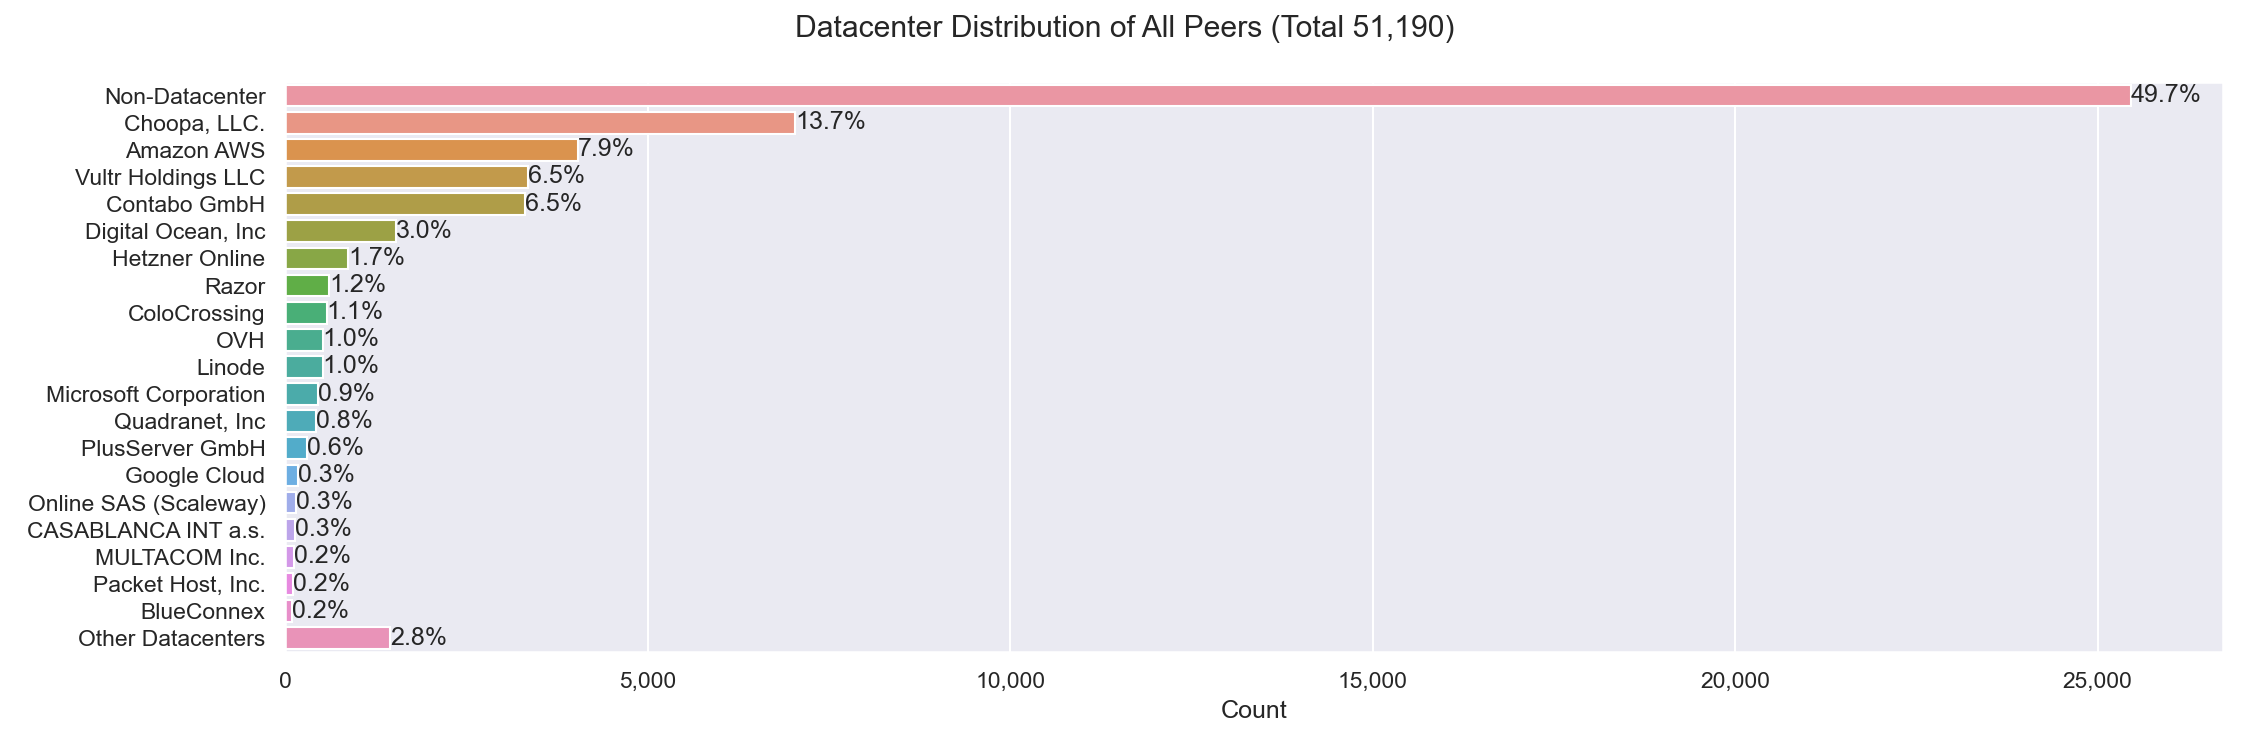 Datacenter Distribution of All Peers (Total 51,190)
Non-Datacenter 49.7%
Choopa, LLC. 13.7%
Amazon AWS 7.9%
Vultr Holdings LLC 6.5%
Contabo GmbH 6.5%
Digital Ocean, Inc 3.0%
Hetzner Online 1.7%
Razor 1.2%
ColoCrossing 1.1%
OVH 1.0%
Linode 1.0%
Microsoft Corporation 0.9%
Quadranet, Inc 0.8%
PlusServer GmbH 0.6%
Google Cloud 0.3%
Online SAS (Scaleway) 0.3%
CASABLANCA INT a.s. 0.3%
MULTACOM Inc. 0.2%
Packet Host, Inc. 0.2%
BlueConnex 0.2%
Other Datacenters 2.8%
0 5,000 10,000 15,000 20,000 25,000
Count